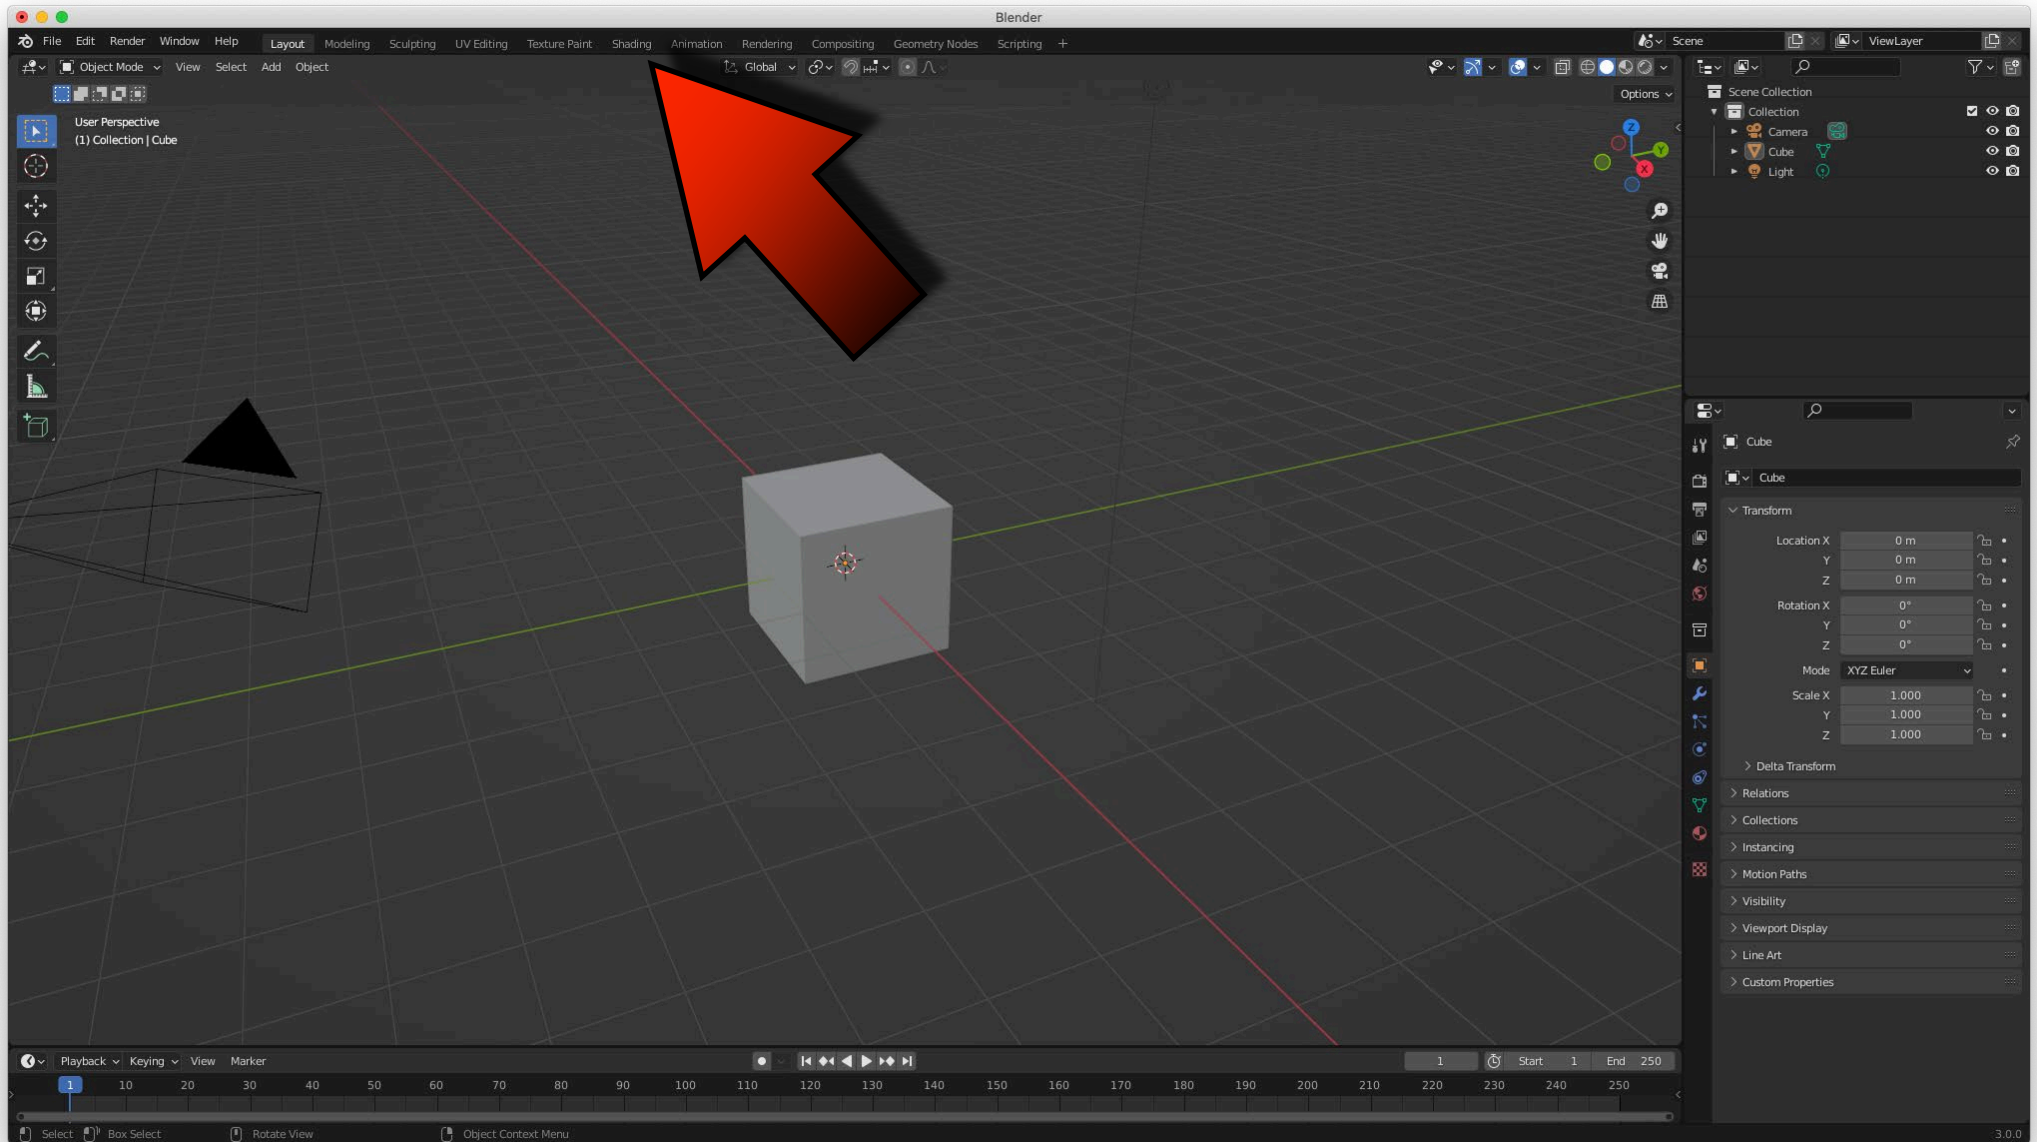 Blender
File Edit Render Window Help Layout Modeling Sculpting UV Editing Texture Paint Shading Animation Rendering Compositing Geometry Nodes Scripting + Scene ViewLayer
Object Mode View Select Add Object Global
Options
User Perspective
(1) Collection | Cube
Z
Y
X
Scene Collection
Collection
Camera
Cube
Light
Cube
Cube
Transform
Location X 0 m
Y 0 m
Z 0 m
Rotation X 0°
Y 0°
Z 0°
Mode XYZ Euler
Scale X 1.000
Y 1.000
Z 1.000
Delta Transform
Relations
Collections
Instancing
Motion Paths
Visibility
Viewport Display
Line Art
Custom Properties
Playback Keying View Marker 1 Start 1 End 250
1 10 20 30 40 50 60 70 80 90 100 110 120 130 140 150 160 170 180 190 200 210 220 230 240 250
Select Box Select Rotate View Object Context Menu 3.0.0